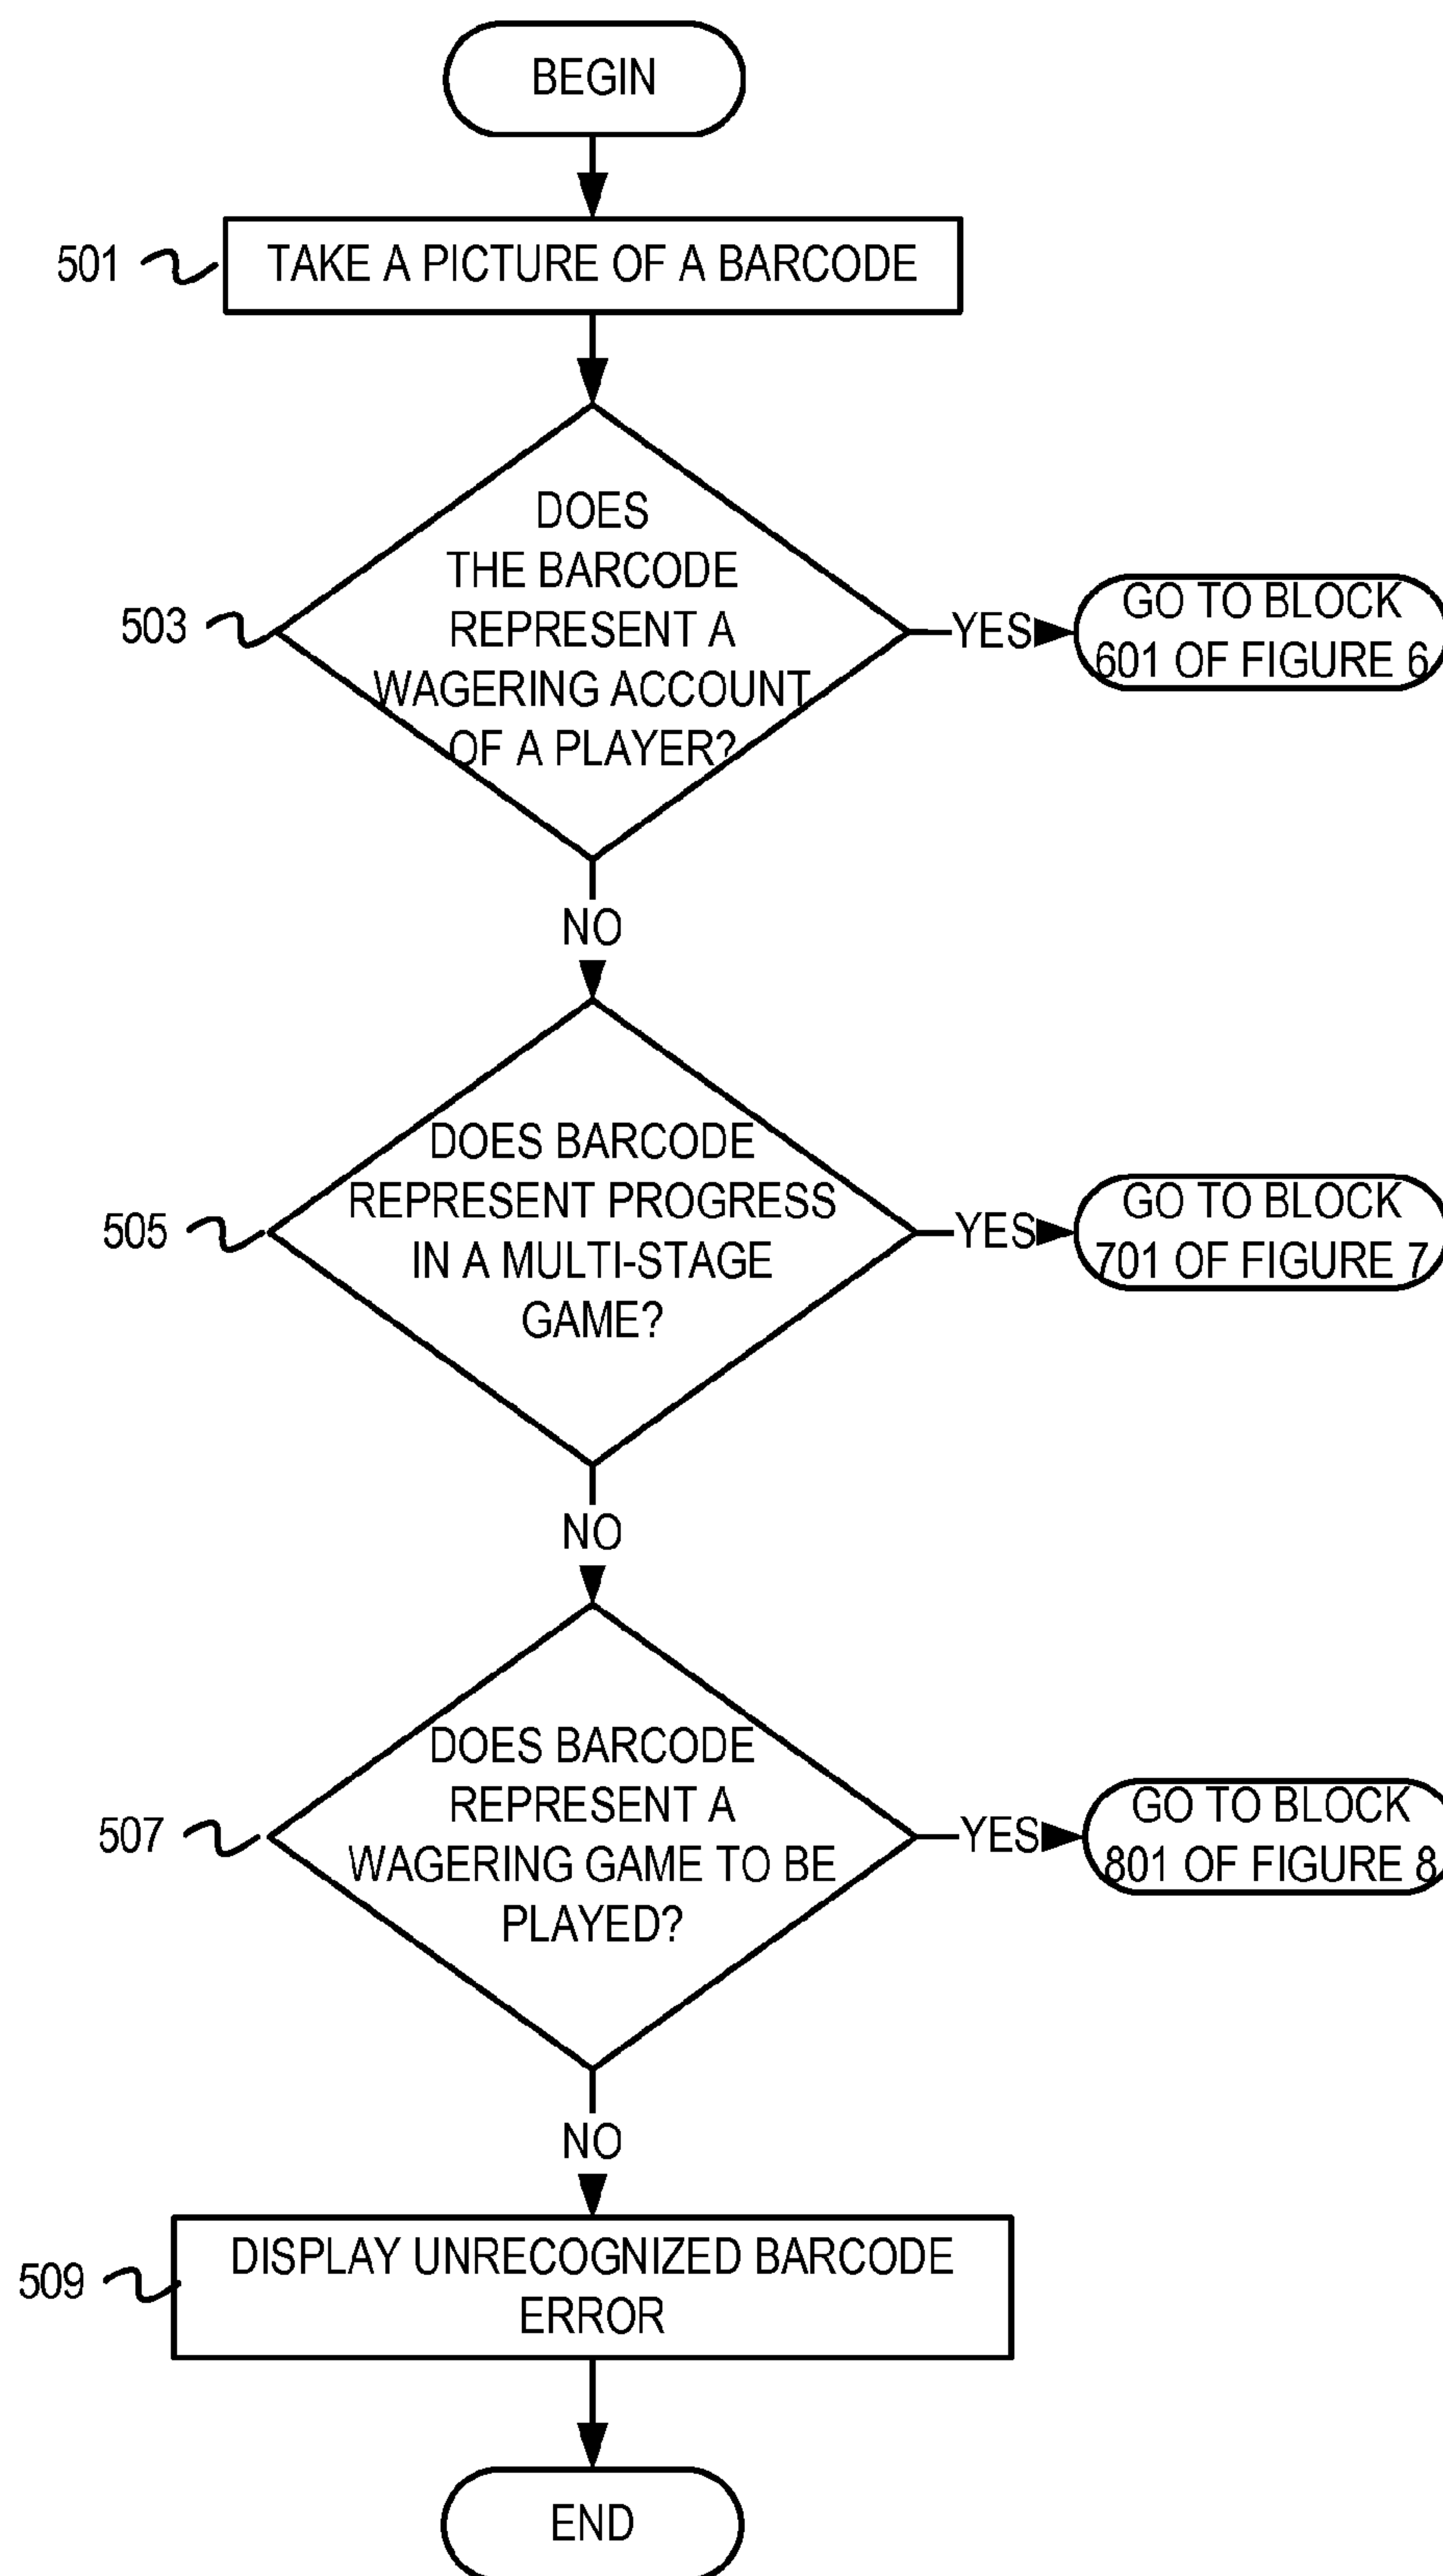 BEGIN
501
TAKE A PICTURE OF A BARCODE
DOES
THE BARCODE
REPRESENT A
WAGERING ACCOUNT
OF A PLAYER?
503
YES
GO TO BLOCK
601 OF FIGURE 6
NO
DOES BARCODE
REPRESENT PROGRESS
IN A MULTI-STAGE
GAME?
505
YES
GO TO BLOCK
701 OF FIGURE 7
NO
DOES BARCODE
REPRESENT A
WAGERING GAME TO BE
PLAYED?
507
YES
GO TO BLOCK
801 OF FIGURE 8
NO
509
DISPLAY UNRECOGNIZED BARCODE
ERROR
END